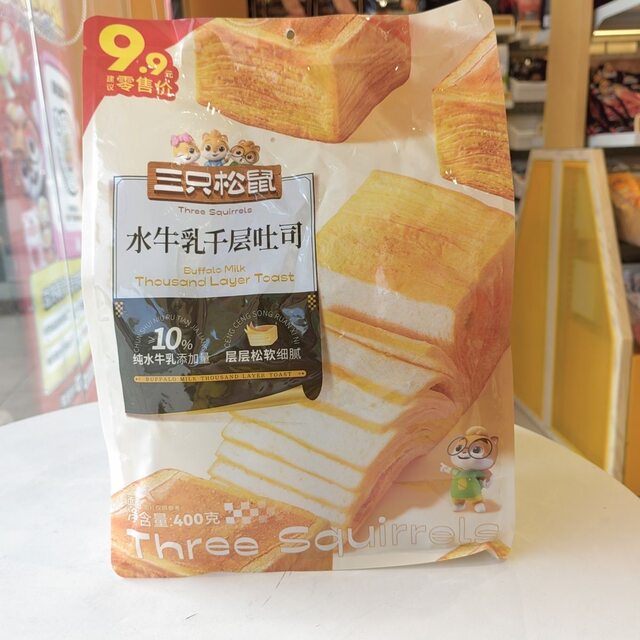 9.9元
建议
零售价
三只松鼠
Three Squirrels
水牛乳千层吐司
Buffalo Milk
Thousand Layer Toast
10%
纯水牛乳添加量
层层松软细腻
BUFFALO MILK THOUSAND LAYER TOAST
含量:400克
Three Squirrels